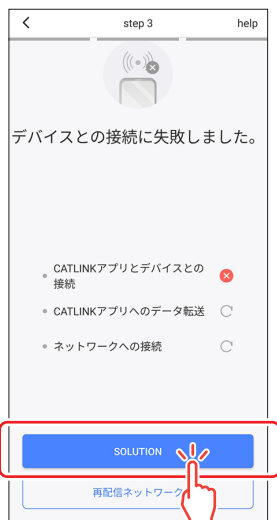 step 3 help
デバイスとの接続に失敗しました。
CATLINKアプリとデバイスとの
接続
CATLINKアプリへのデータ転送
ネットワークへの接続
SOLUTION
再配信ネットワーク